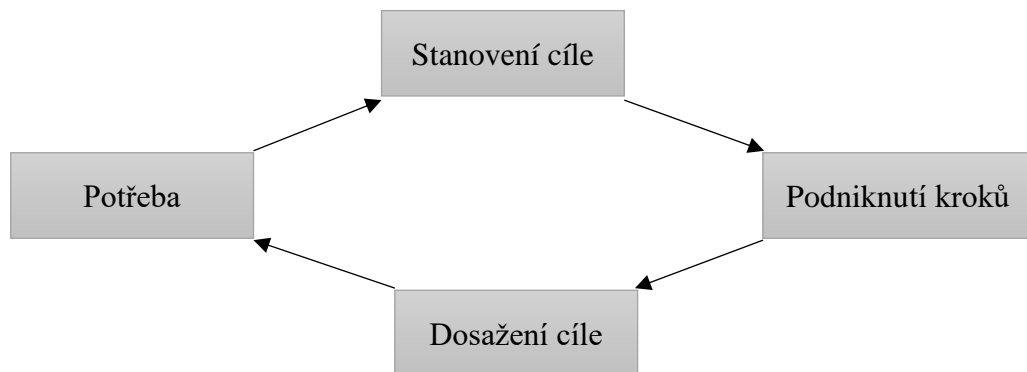 Stanovení cíle
Potřeba
Podniknutí kroků
Dosažení cíle